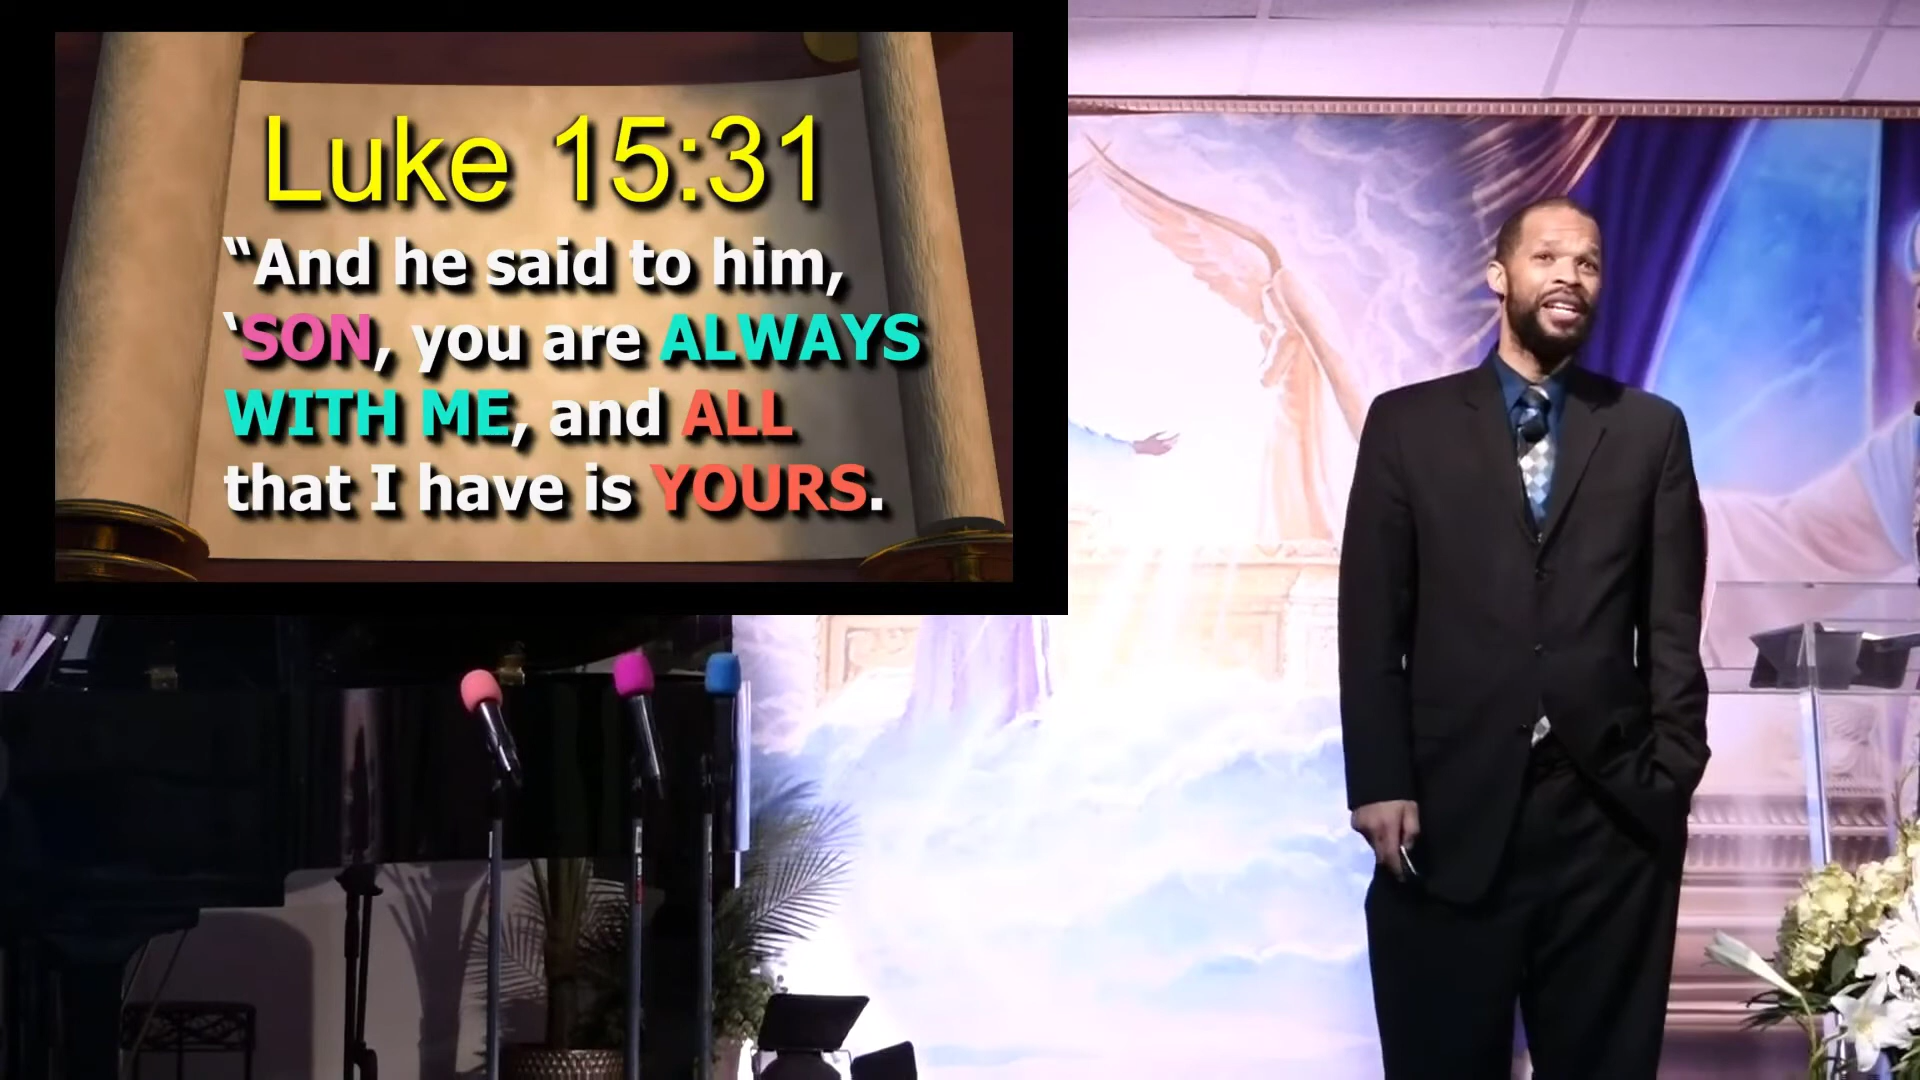 Luke 15:31
“And he said to him,
‘SON, you are ALWAYS
WITH ME, and ALL
that I have is YOURS.